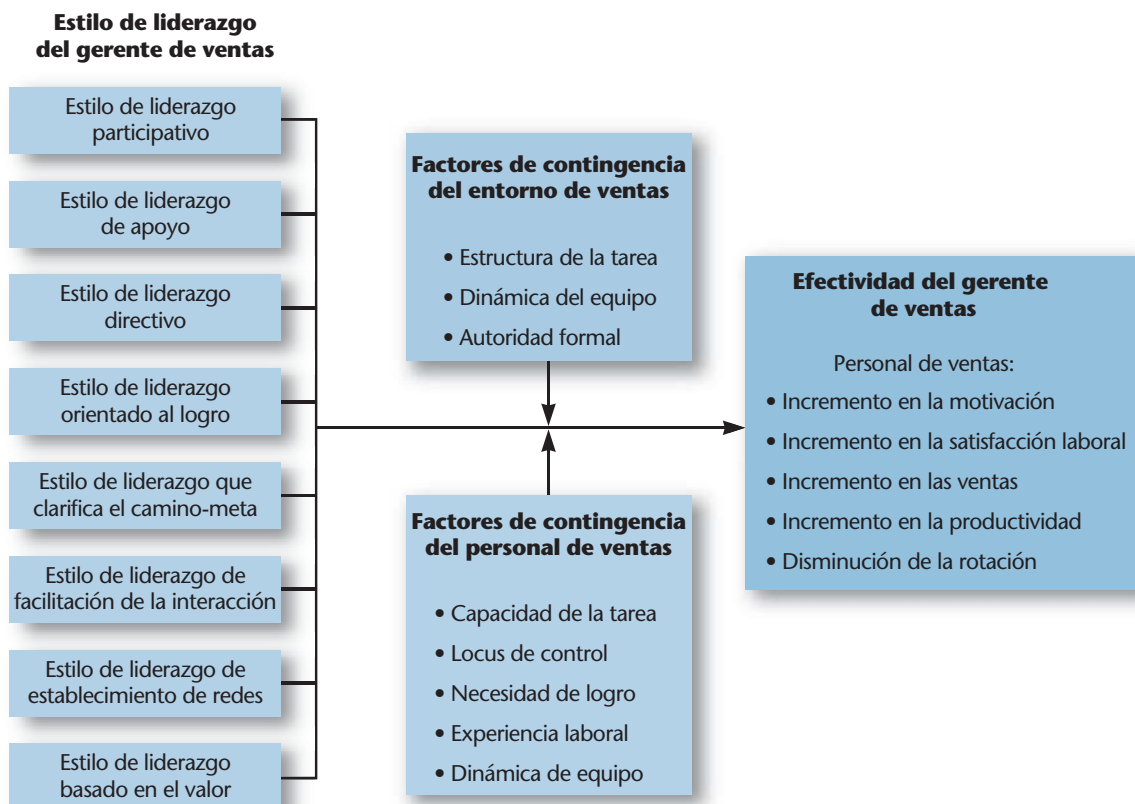 Estilo de liderazgo
del gerente de ventas
Estilo de liderazgo
participativo
Estilo de liderazgo
de apoyo
Estilo de liderazgo
directivo
Estilo de liderazgo
orientado al logro
Estilo de liderazgo que
clarifica el camino-meta
Estilo de liderazgo de
facilitación de la interacción
Estilo de liderazgo de
establecimiento de redes
Estilo de liderazgo
basado en el valor
Factores de contingencia
del entorno de ventas
• Estructura de la tarea
• Dinámica del equipo
• Autoridad formal
Factores de contingencia
del personal de ventas
• Capacidad de la tarea
• Locus de control
• Necesidad de logro
• Experiencia laboral
• Dinámica de equipo
Efectividad del gerente
de ventas
Personal de ventas:
• Incremento en la motivación
• Incremento en la satisfacción laboral
• Incremento en las ventas
• Incremento en la productividad
• Disminución de la rotación